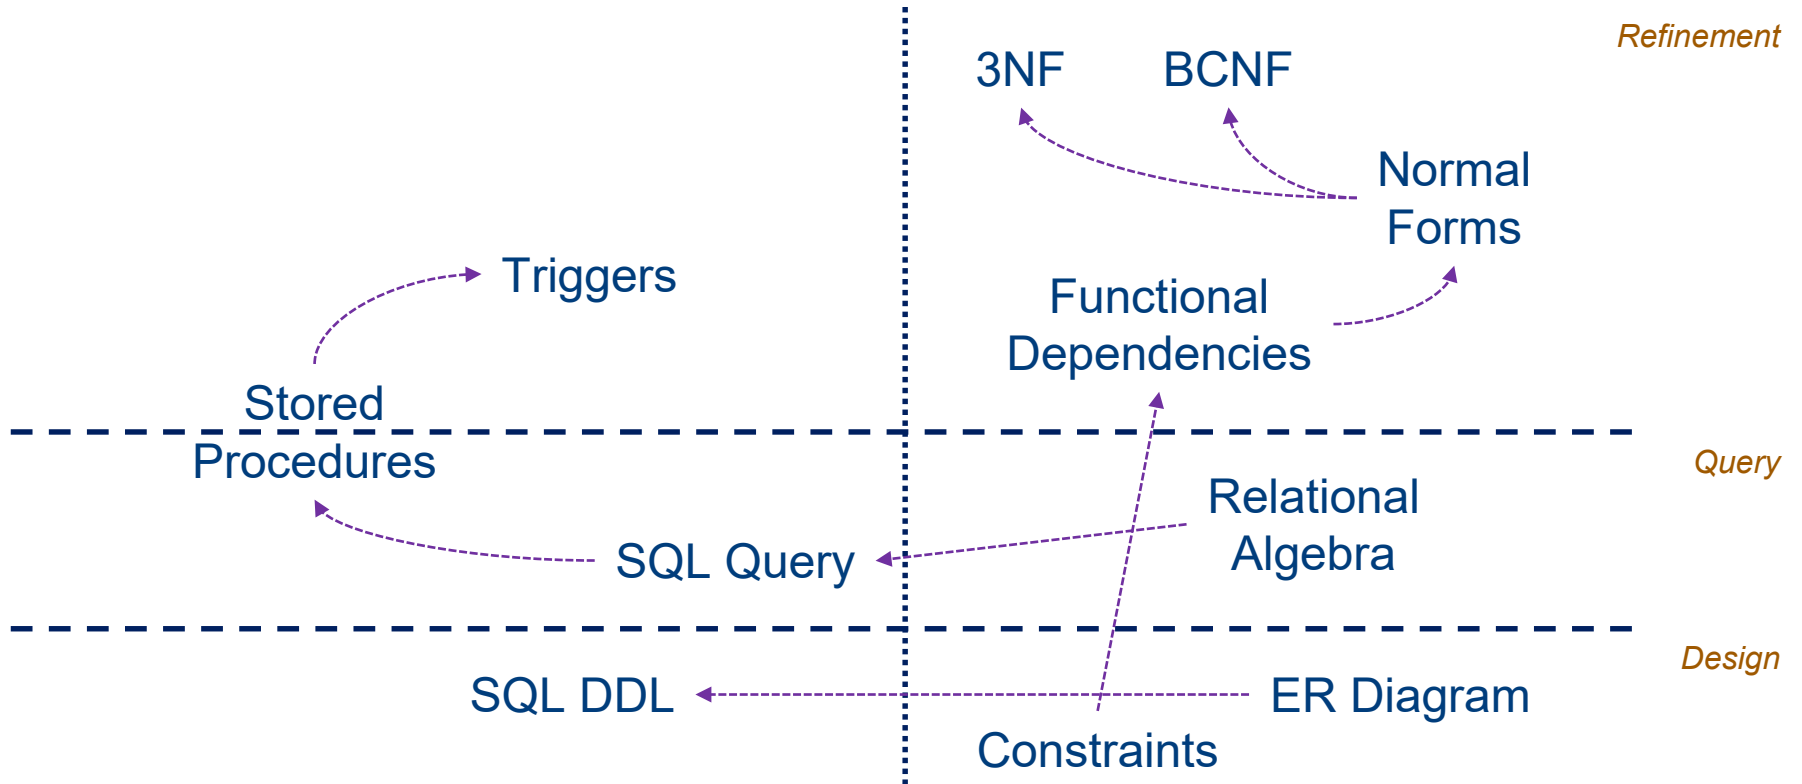 Refinement
3NF
BCNF
Normal
Forms
Triggers
Functional
Dependencies
Stored
Procedures
Query
Relational
Algebra
SQL Query
Design
SQL DDL
ER Diagram
Constraints